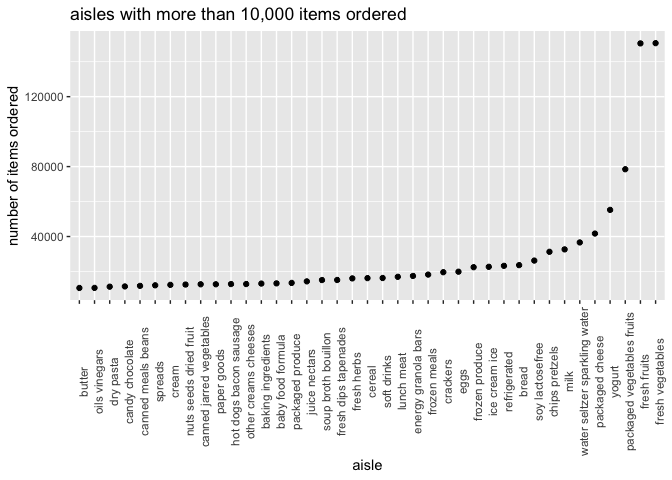 aisles with more than 10,000 items ordered
number of items ordered
120000
80000
40000
butter
oils vinegars
dry pasta
candy chocolate
canned meals beans
spreads
cream
nuts seeds dried fruit
canned jarred vegetables
paper goods
hot dogs bacon sausage
other creams cheeses
baking ingredients
baby food formula
packaged produce
juice nectars
soup broth bouillon
fresh dips tapenades
fresh herbs
cereal
soft drinks
lunch meat
energy granola bars
frozen meals
crackers
eggs
frozen produce
ice cream ice
refrigerated
bread
soy lactosefree
chips pretzels
milk
water seltzer sparkling water
packaged cheese
yogurt
packaged vegetables fruits
fresh fruits
fresh vegetables
aisle